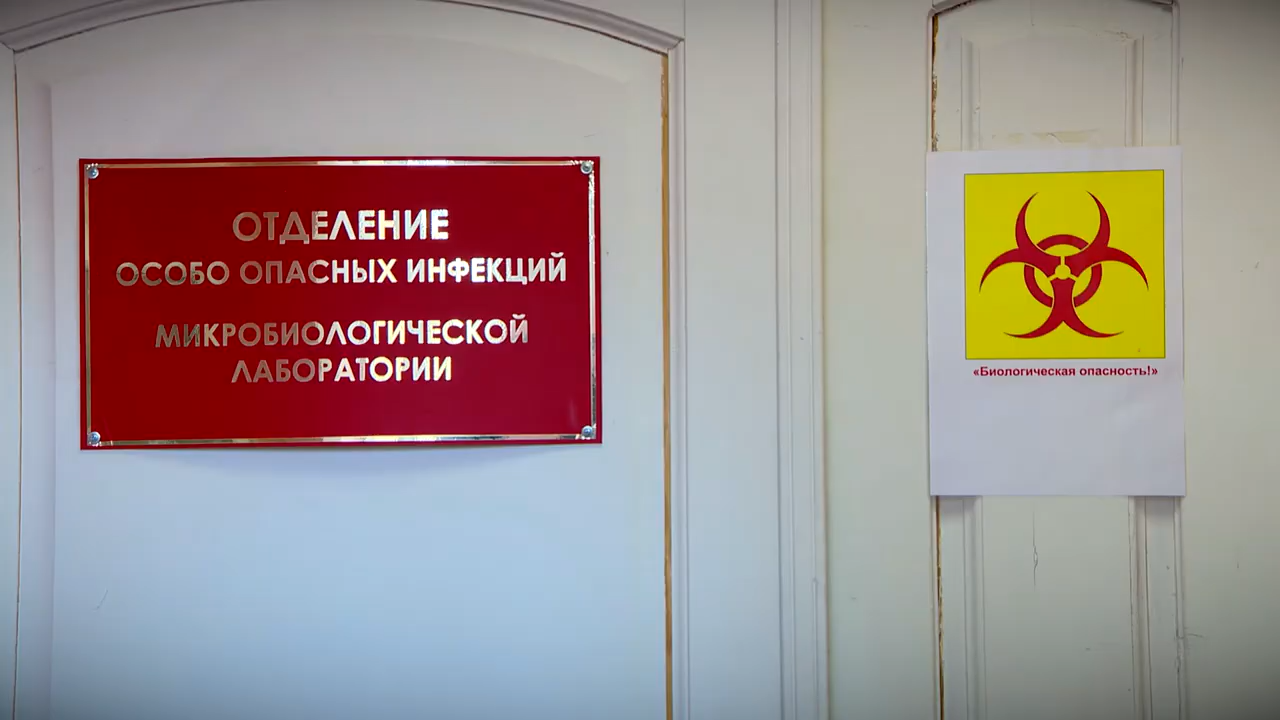 ОТДЕЛЕНИЕ
ОСОБО ОПАСНЫХ ИНФЕКЦИЙ
МИКРОБИОЛОГИЧЕСКОЙ
ЛАБОРАТОРИИ
«Биологическая опасность!»